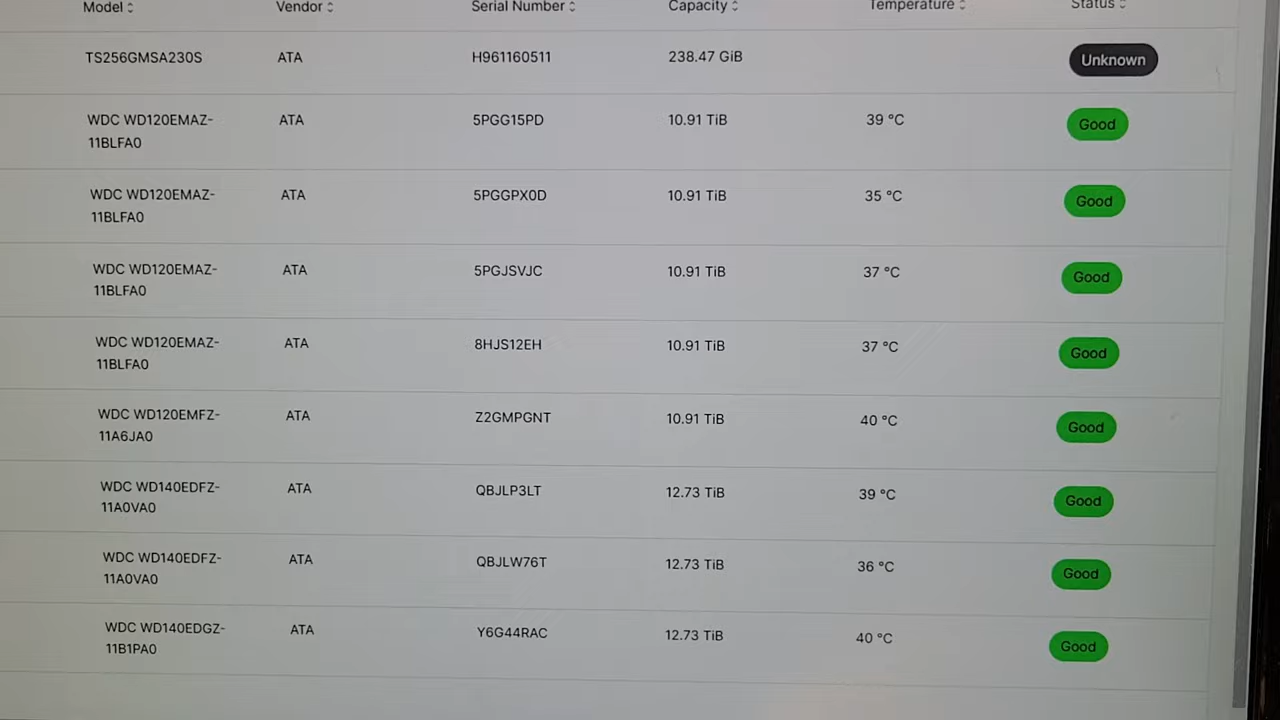 Model Vendor Serial Number Capacity Temperature Status
TS256GMSA230S ATA H961160511 238.47 GiB Unknown
WDC WD120EMAZ- ATA 5PGG15PD 10.91 TiB 39 °C Good
11BLFA0
WDC WD120EMAZ- ATA 5PGGPX0D 10.91 TiB 35 °C Good
11BLFA0
WDC WD120EMAZ- ATA 5PGJSVJC 10.91 TiB 37 °C Good
11BLFA0
WDC WD120EMAZ- ATA 8HJS12EH 10.91 TiB 37 °C Good
11BLFA0
WDC WD120EMFZ- ATA Z2GMPGNT 10.91 TiB 40 °C Good
11A6JA0
WDC WD140EDFZ- ATA QBJLP3LT 12.73 TiB 39 °C Good
11A0VA0
WDC WD140EDFZ- ATA QBJLW76T 12.73 TiB 36 °C Good
11A0VA0
WDC WD140EDGZ- ATA Y6G44RAC 12.73 TiB 40 °C Good
11B1PA0